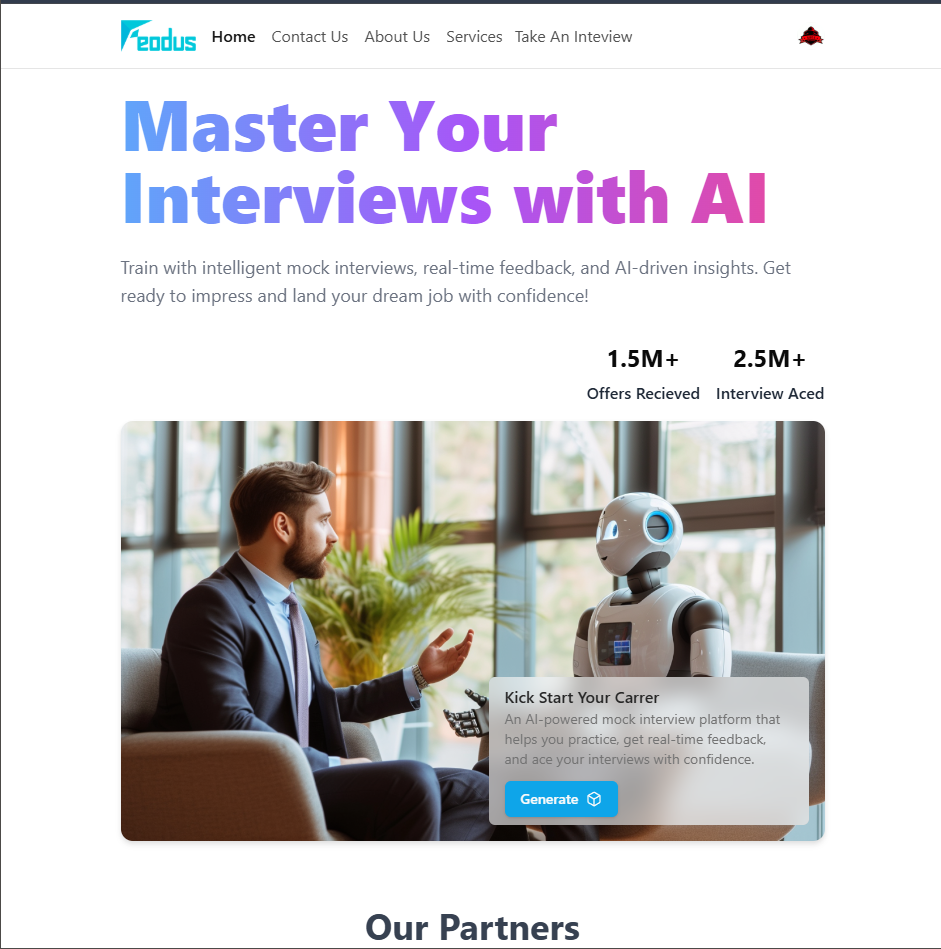 Feodus
Home Contact Us About Us Services Take An Inteview
Master Your
Interviews with AI
Train with intelligent mock interviews, real-time feedback, and AI-driven insights. Get
ready to impress and land your dream job with confidence!
1.5M+ 2.5M+
Offers Recieved Interview Aced
Kick Start Your Carrer
An AI-powered mock interview platform that
helps you practice, get real-time feedback,
and ace your interviews with confidence.
Generate
Our Partners